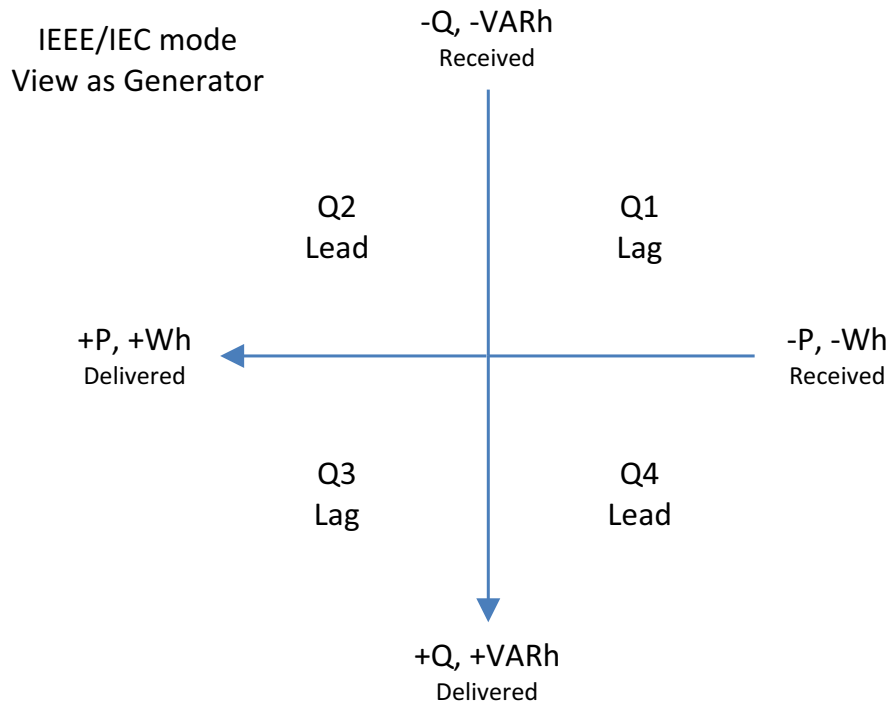 IEEE/IEC mode
View as Generator
-Q, -VARh
Received
Q2
Lead
Q1
Lag
+P, +Wh
Delivered
-P, -Wh
Received
Q3
Lag
Q4
Lead
+Q, +VARh
Delivered